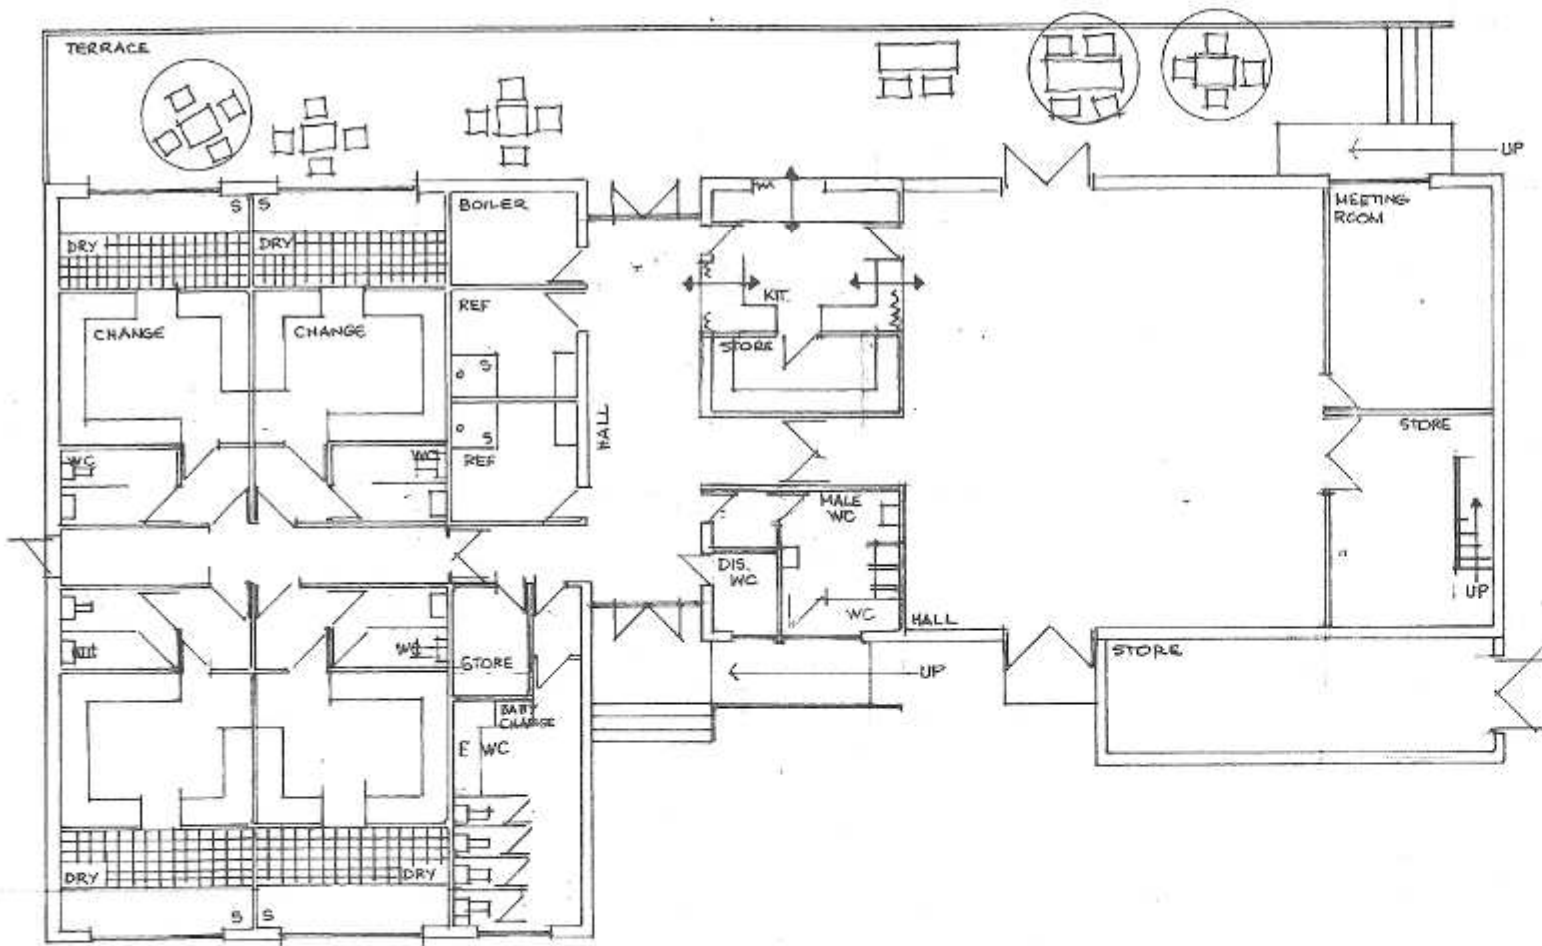 TERRACE
UP
S S
BOILER
MEETING
ROOM
DRY
DRY
KIT.
REF
CHANGE
CHANGE
STORE
S
HALL
STORE
S
WC
WC
REF
MALE
WC
DIS.
WC
UP
WC
HALL
STORE
WC
STORE
UP
BABY
CHANGE
F WC
DRY
DRY
S S